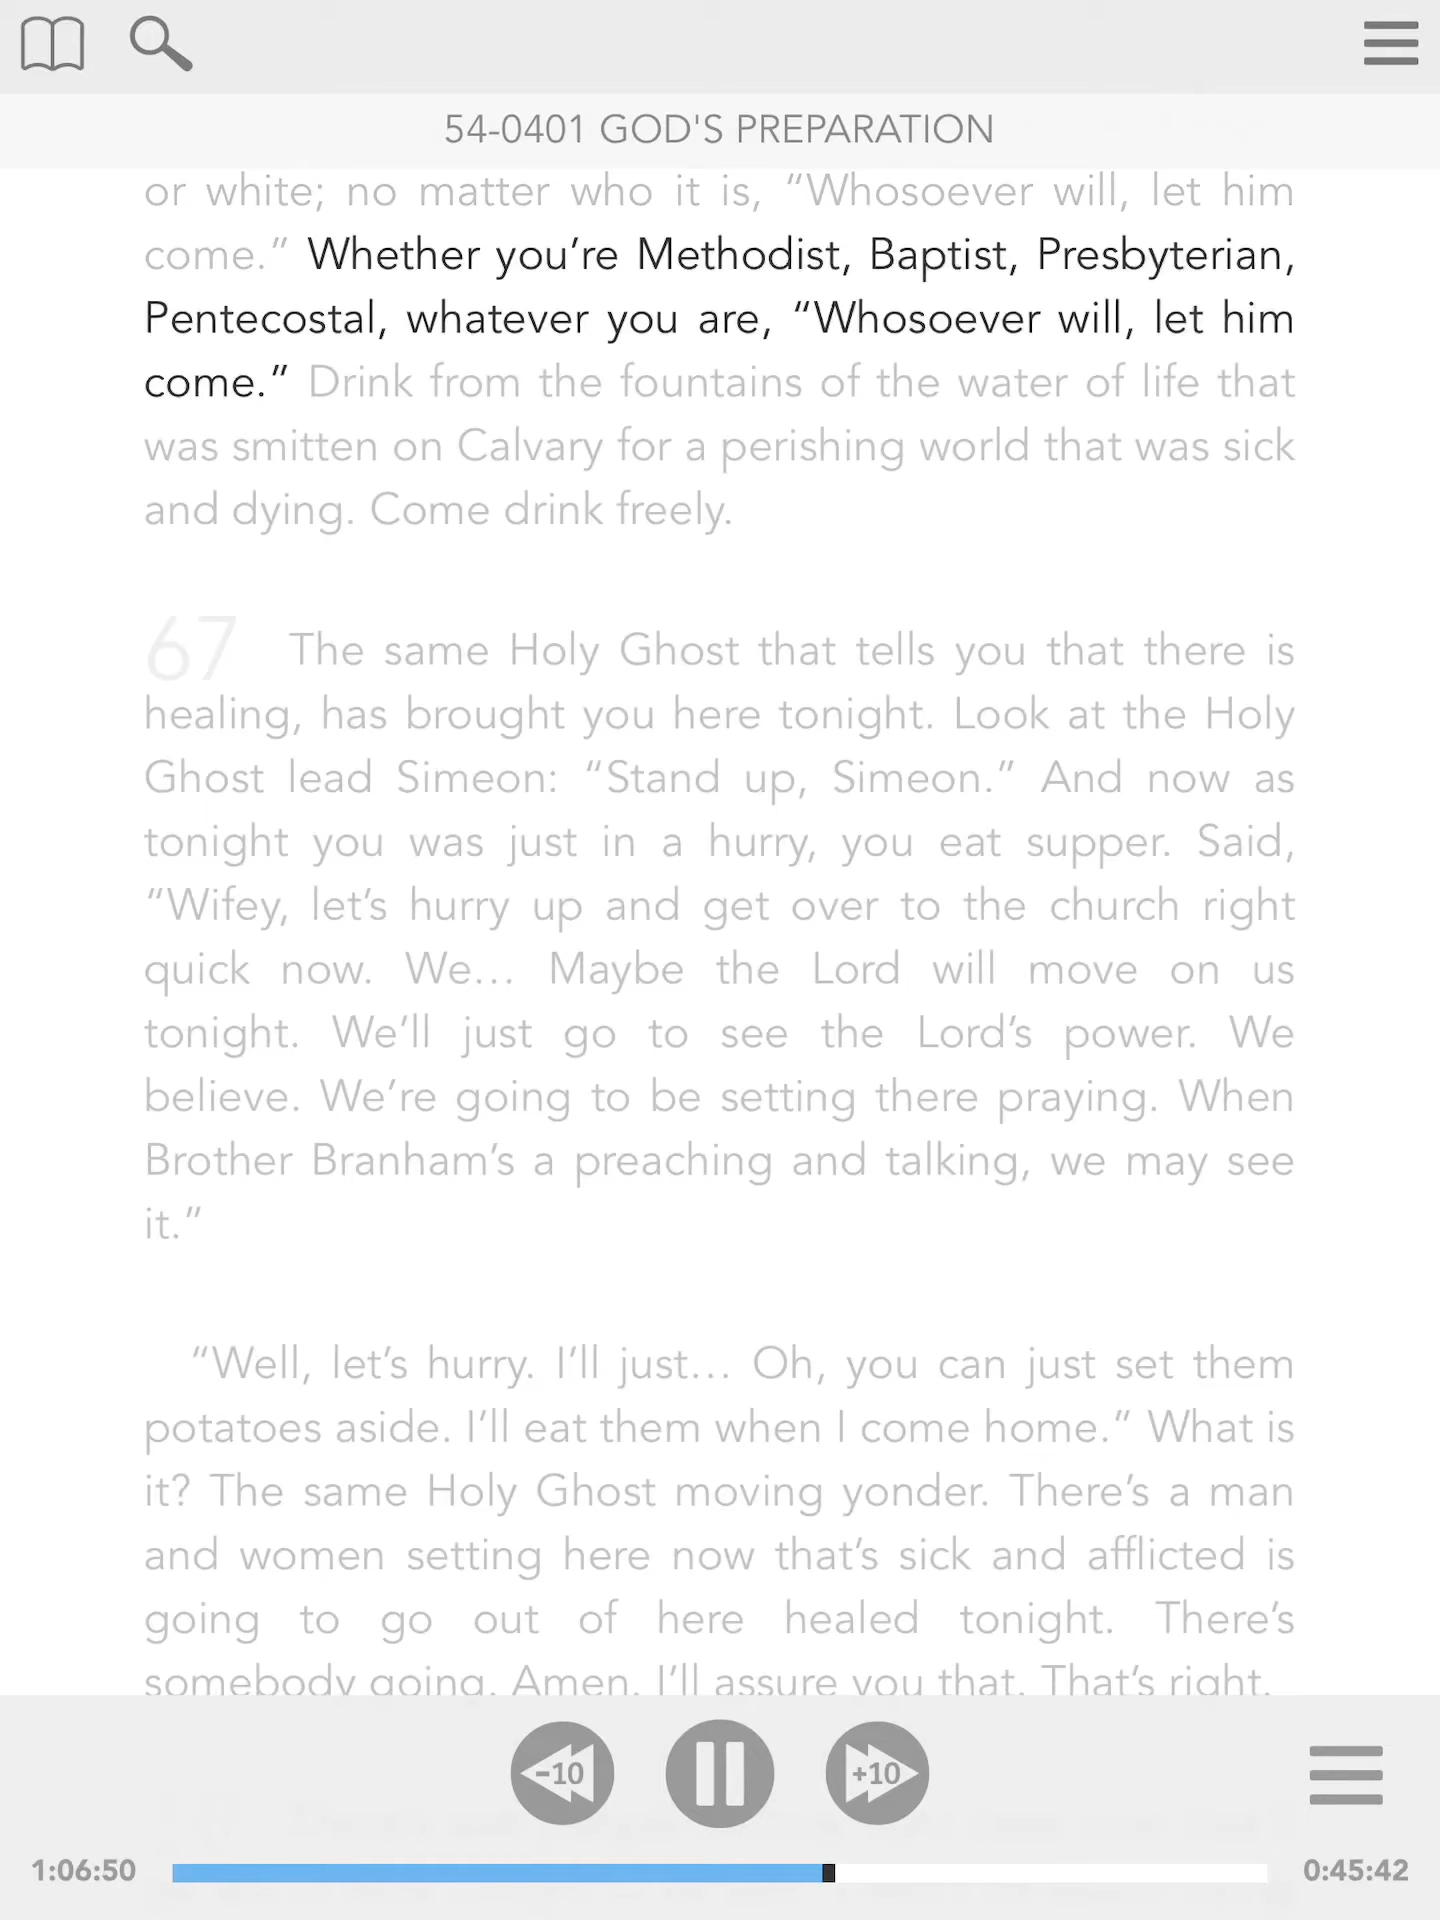 54-0401 GOD'S PREPARATION
or white; no matter who it is, “Whosoever will, let him
come.” Whether you’re Methodist, Baptist, Presbyterian,
Pentecostal, whatever you are, “Whosoever will, let him
come.” Drink from the fountains of the water of life that
was smitten on Calvary for a perishing world that was sick
and dying. Come drink freely.
67 The same Holy Ghost that tells you that there is
healing, has brought you here tonight. Look at the Holy
Ghost lead Simeon: “Stand up, Simeon.” And now as
tonight you was just in a hurry, you eat supper. Said,
“Wifey, let’s hurry up and get over to the church right
quick now. We… Maybe the Lord will move on us
tonight. We’ll just go to see the Lord’s power. We
believe. We’re going to be setting there praying. When
Brother Branham’s a preaching and talking, we may see
it.”
“Well, let’s hurry. I’ll just… Oh, you can just set them
potatoes aside. I’ll eat them when I come home.” What is
it? The same Holy Ghost moving yonder. There’s a man
and women setting here now that’s sick and afflicted is
going to go out of here healed tonight. There’s
somebody going. Amen. I’ll assure you that. That’s right.
-10 +10
1:06:50 0:45:42